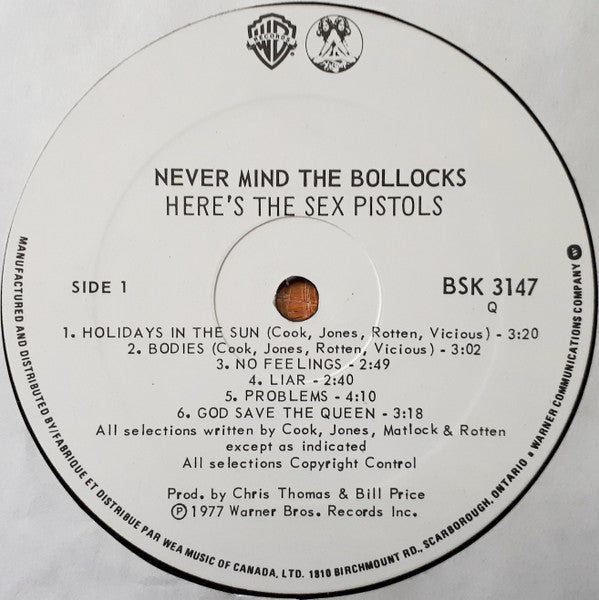 WB
RECORDS
NEVER MIND THE BOLLOCKS
HERE'S THE SEX PISTOLS
SIDE 1
BSK 3147
Q
1. HOLIDAYS IN THE SUN (Cook, Jones, Rotten, Vicious) - 3:20
2. BODIES (Cook, Jones, Rotten, Vicious) - 3:02
3. NO FEELINGS - 2:49
4. LIAR - 2:40
5. PROBLEMS - 4:10
6. GOD SAVE THE QUEEN - 3:18
All selections written by Cook, Jones, Matlock & Rotten
except as indicated
All selections Copyright Control
Prod. by Chris Thomas & Bill Price
Ⓟ 1977 Warner Bros. Records Inc.
MANUFACTURED AND DISTRIBUTED BY/FABRIQUE ET DISTRIBUE PAR WEA MUSIC OF CANADA, LTD. 1810 BIRCHMOUNT RD., SCARBOROUGH, ONTARIO a WARNER COMMUNICATIONS COMPANY